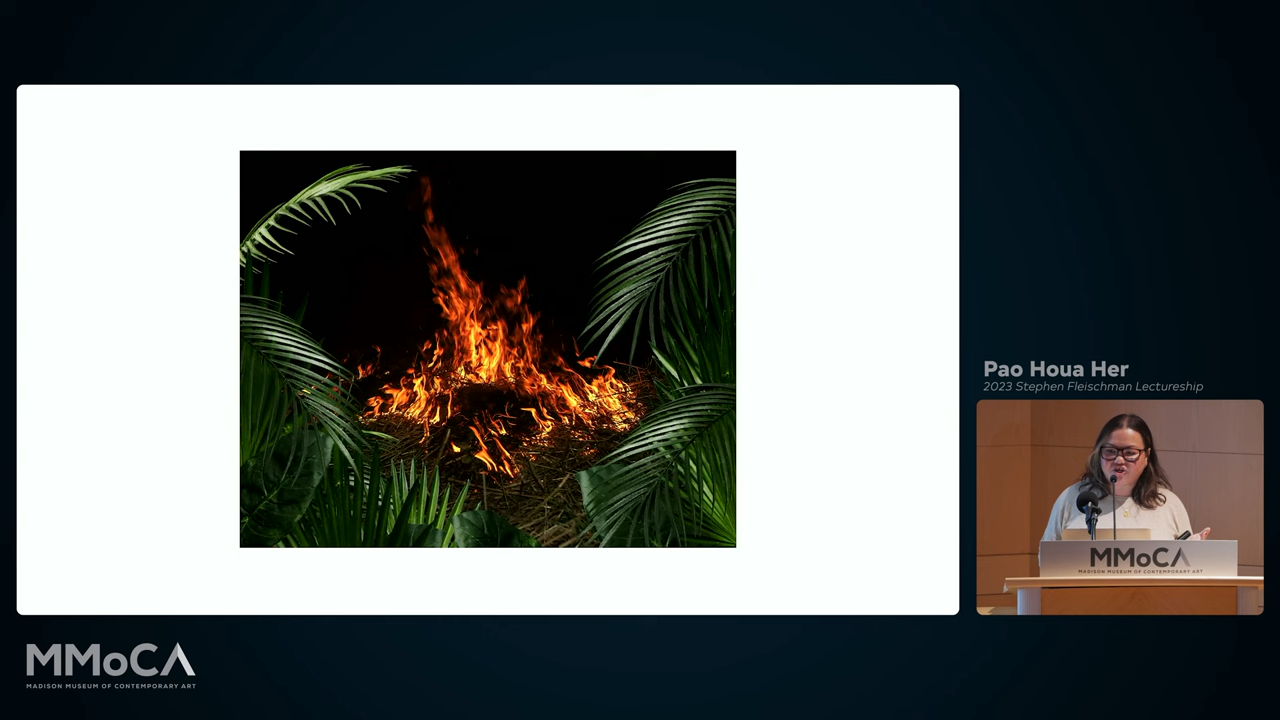 Pao Houa Her
2023 Stephen Fleischman Lectureship
MMoCA
MADISON MUSEUM OF CONTEMPORARY ART
MMoCA
MADISON MUSEUM OF CONTEMPORARY ART